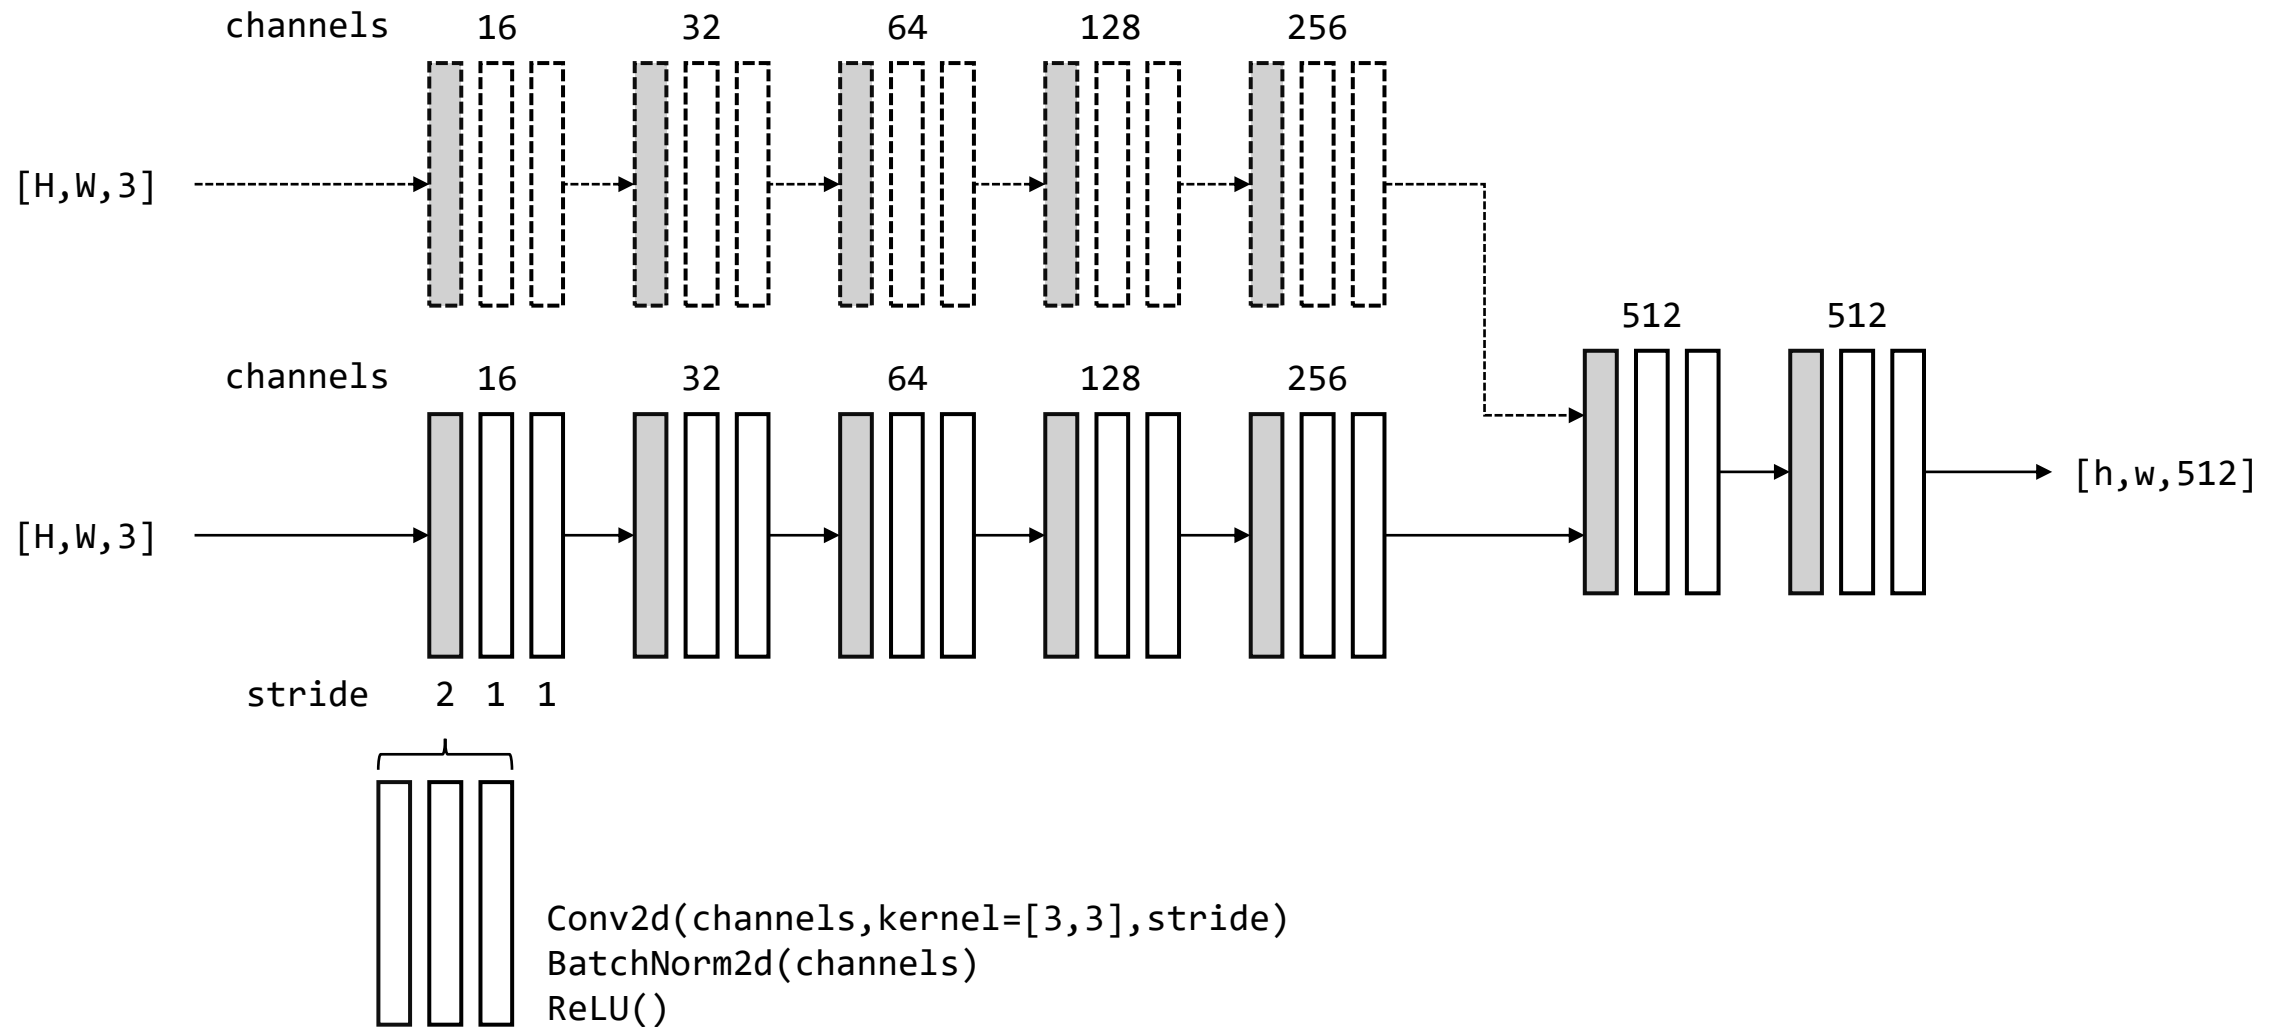 channels 16 32 64 128 256
[H,W,3]
512 512
channels 16 32 64 128 256
[h,w,512]
[H,W,3]
stride 2 1 1
Conv2d(channels,kernel=[3,3],stride)
BatchNorm2d(channels)
ReLU()